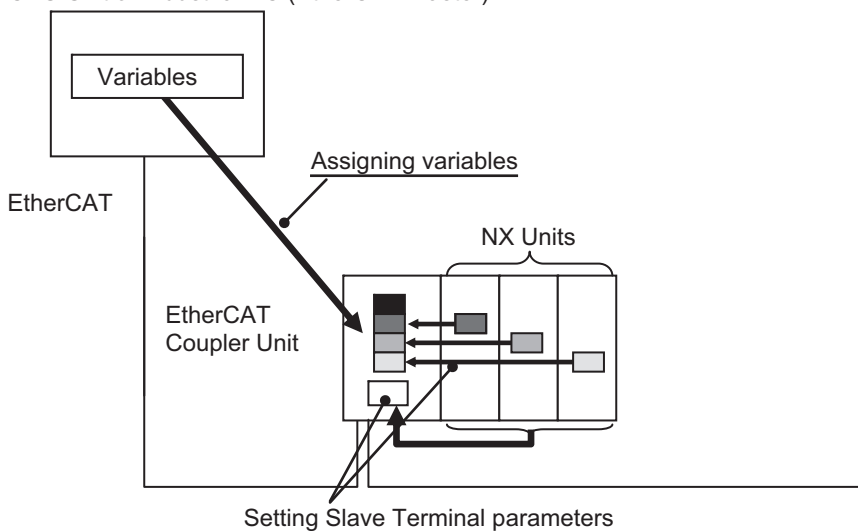 Variables
Assigning variables
EtherCAT
NX Units
EtherCAT
Coupler Unit
Setting Slave Terminal parameters